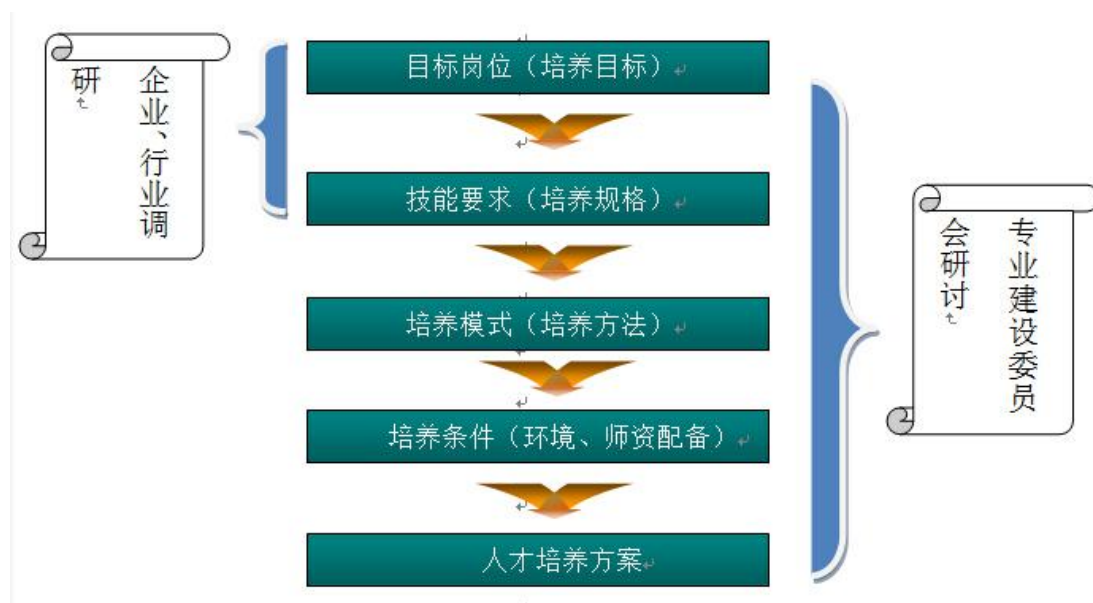 企业、行业调
研
目标岗位（培养目标）
技能要求（培养规格）
培养模式（培养方法）
培养条件（环境、师资配备）
人才培养方案
专业建设委员
会研讨